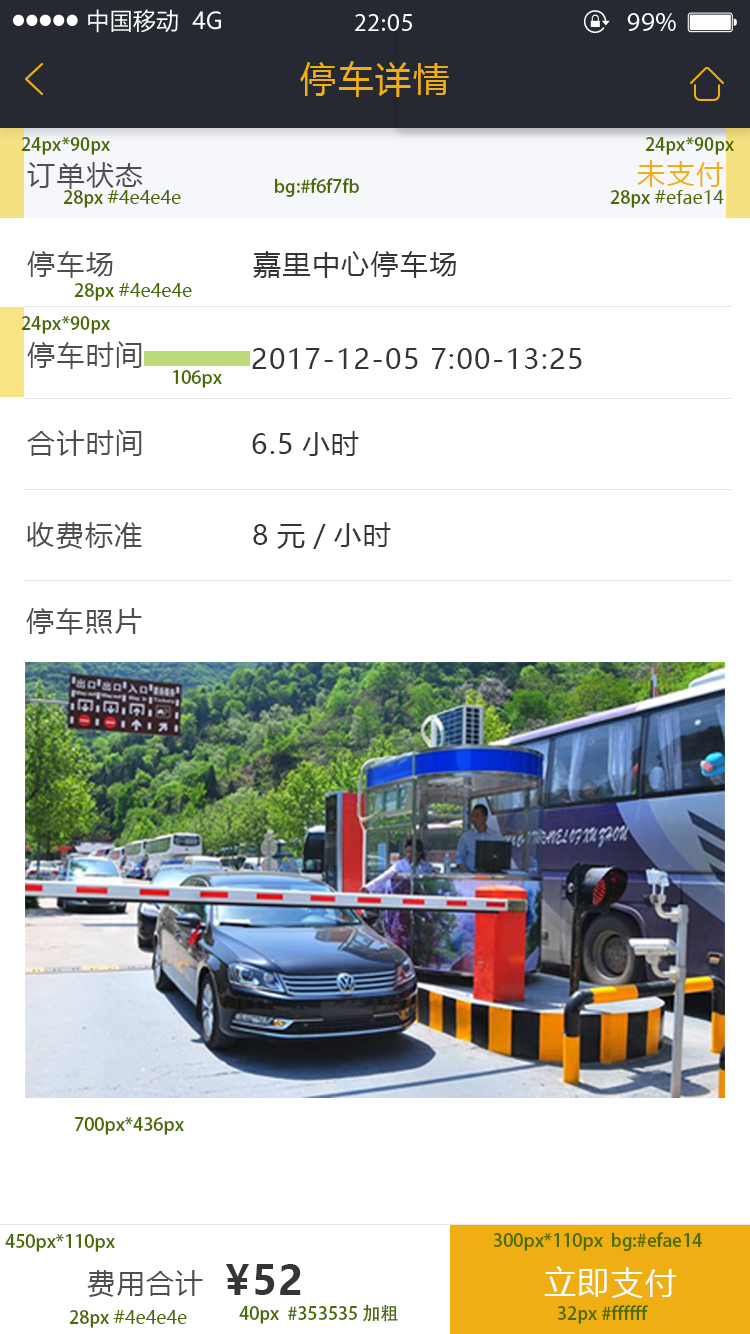 中国移动 4G 22:05 99%
停车详情
24px*90px 24px*90px
订单状态 未支付
28px #4e4e4e bg:#f6f7fb 28px #efae14
停车场 嘉里中心停车场
28px #4e4e4e
24px*90px
停车时间 2017-12-05 7:00-13:25
106px
合计时间 6.5 小时
收费标准 8 元 / 小时
停车照片
出口 出口 入口
700px*436px
450px*110px 300px*110px bg:#efae14
费用合计 ¥52 立即支付
28px #4e4e4e 40px #353535 加粗 32px #ffffff